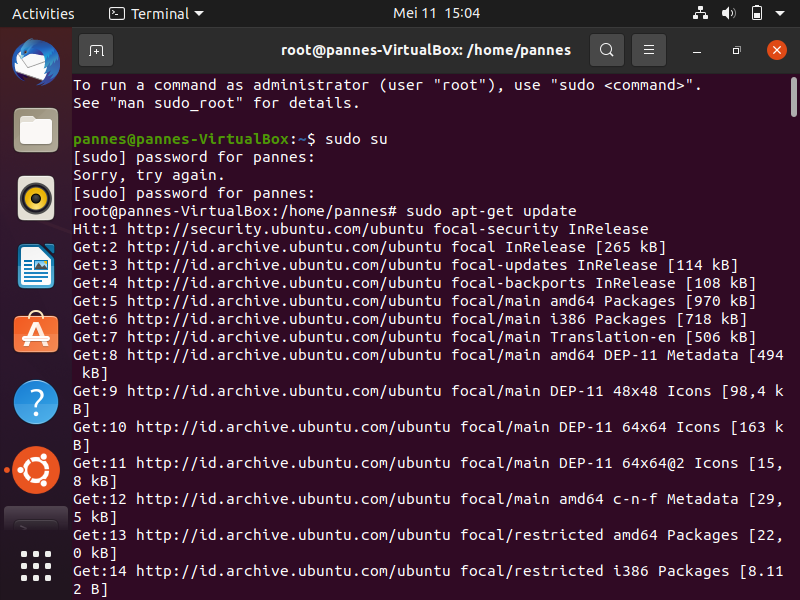 Activities
Terminal
Mei 11 15:04
root@pannes-VirtualBox: /home/pannes
To run a command as administrator (user "root"), use "sudo <command>".
See "man sudo_root" for details.
pannes@pannes-VirtualBox:~$ sudo su
[sudo] password for pannes:
Sorry, try again.
[sudo] password for pannes:
root@pannes-VirtualBox:/home/pannes# sudo apt-get update
Hit:1 http://security.ubuntu.com/ubuntu focal-security InRelease
Get:2 http://id.archive.ubuntu.com/ubuntu focal InRelease [265 kB]
Get:3 http://id.archive.ubuntu.com/ubuntu focal-updates InRelease [114 kB]
Get:4 http://id.archive.ubuntu.com/ubuntu focal-backports InRelease [108 kB]
Get:5 http://id.archive.ubuntu.com/ubuntu focal/main amd64 Packages [970 kB]
Get:6 http://id.archive.ubuntu.com/ubuntu focal/main i386 Packages [718 kB]
Get:7 http://id.archive.ubuntu.com/ubuntu focal/main Translation-en [506 kB]
Get:8 http://id.archive.ubuntu.com/ubuntu focal/main amd64 DEP-11 Metadata [494
 kB]
Get:9 http://id.archive.ubuntu.com/ubuntu focal/main DEP-11 48x48 Icons [98,4 k
B]
Get:10 http://id.archive.ubuntu.com/ubuntu focal/main DEP-11 64x64 Icons [163 k
B]
Get:11 http://id.archive.ubuntu.com/ubuntu focal/main DEP-11 64x64@2 Icons [15,
8 kB]
Get:12 http://id.archive.ubuntu.com/ubuntu focal/main amd64 c-n-f Metadata [29,
5 kB]
Get:13 http://id.archive.ubuntu.com/ubuntu focal/restricted amd64 Packages [22,
0 kB]
Get:14 http://id.archive.ubuntu.com/ubuntu focal/restricted i386 Packages [8.11
2 B]